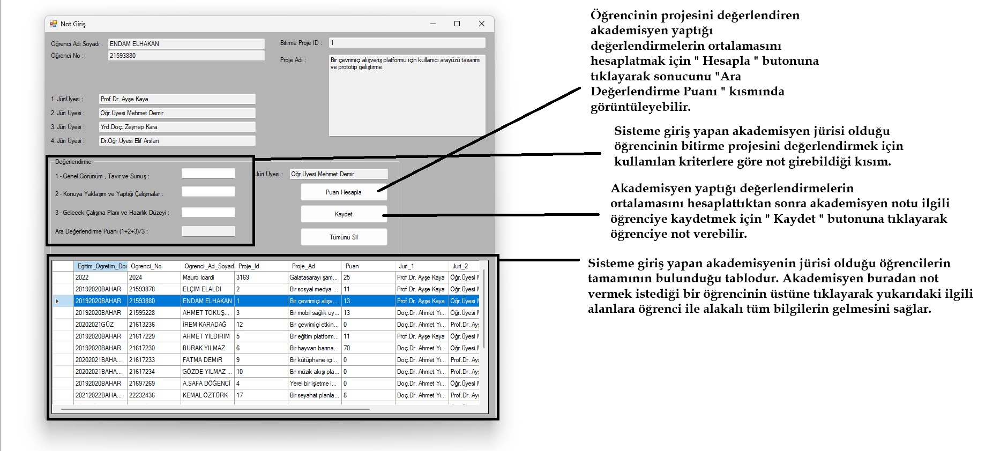 Not Giriş
Öğrenci Adı Soyadı :
ENDAM ELHAKAN
Öğrenci No :
21593880
Bitirme Proje ID :
1
Proje Adı :
Bir çevrimiçi alışveriş platformu için kullanıcı arayüzü tasarımı
ve prototip geliştirme.
1. JüriÜyesi :
Prof.Dr. Ayşe Kaya
2. Jüri Üyesi :
Öğr.Üyesi Mehmet Demir
3. Jüri Üyesi :
Yrd.Doç. Zeynep Kara
4. Jüri Üyesi :
Dr.Öğr.Üyesi Elif Arslan
Değerlendime
1 - Genel Görünüm , Tavır ve Sunuş :
2 - Konuya Yaklaşım ve Yaptığı Çalışmalar :
3 - Gelecek Çalışma Planı ve Hazırlık Düzeyi :
Ara Değerlendirme Puanı (1+2+3)/3 :
Jüri Üyesi :
Öğr.Üyesi Mehmet Demir
Puan Hesapla
Kaydet
Tümünü Sil
Egitim_Ogretim_Do Ogrenci_No Ogrenci_Ad_Soyad Proje_Id Proje_Ad Puan Juri_1 Juri_2
2022 2024 Mauro Icardi 3169 Galatasarayı şam... 25 Prof.Dr. Ayşe Kaya Öğr.Üyesi M
20192020BAHAR 21593878 ELÇİM ELALDI 2 Bir sosyal medya ... 11 Prof.Dr. Ayşe Kaya Öğr.Üyesi M
20192020BAHAR 21593880 ENDAM ELHAKAN 1 Bir çevrimiçi alışv... 13 Prof.Dr. Ayşe Kaya Öğr.Üyesi M
20192020BAHAR 21595228 AHMET TOKUŞ... 3 Bir mobil sağlık uy... 13 Doç.Dr. Ahmet Yı... Öğr.Üyesi M
20202021GÜZ 21613236 İREM KARADAĞ 12 Bir çevrimiçi etkin... 0 Doç.Dr. Ahmet Yı... Prof.Dr. Ayş
20192020BAHAR 21617229 AHMET YILDIRIM 5 Bir eğitim platform... 11 Prof.Dr. Ayşe Kaya Öğr.Üyesi M
20192020BAHAR 21617230 BURAK YILMAZ 6 Bir hayvan barına... 70 Doç.Dr. Ahmet Yı... Öğr.Üyesi M
20202021BAHA... 21617233 FATMA DEMİR 9 Bir kütüphane içi... 0 Doç.Dr. Ahmet Yı... Prof.Dr. Ayş
20202021BAHA... 21617234 GÖZDE YILMAZ ... 10 Bir müzik akışı pla... 0 Doç.Dr. Ahmet Yı... Prof.Dr. Ayş
20192020BAHAR 21697269 A.SAFA DÖĞENCİ 4 Yerel bir işletme i... 0 Doç.Dr. Ahmet Yı... Öğr.Üyesi M
20212022BAHA... 22232436 KEMAL ÖZTÜRK 17 Bir seyahat planla... 8 Doç.Dr. Ahmet Yı... Prof.Dr. Ayş
Öğrencinin projesini değerlendiren
akademisyen yaptığı
değerlendirmelerin ortalamasını
hesaplatmak için " Hesapla " butonuna
tıklayarak sonucunu "Ara
Değerlendirme Puanı " kısmında
görüntüleyebilir.
Sisteme giriş yapan akademisyen jürisi olduğu
öğrencinin bitirme projesini değerlendirmek için
kullanılan kriterlere göre not girebildiği kısım.
Akademisyen yaptığı değerlendirmelerin
ortalamasını hesaplattıktan sonra akademisyen notu ilgili
öğrenciye kaydetmek için " Kaydet " butonuna tıklayarak
öğrenciye not verebilir.
Sisteme giriş yapan akademisyenin jürisi olduğu öğrencilerin
tamamının bulunduğu tablodur. Akademisyen buradan not
vermek istediği bir öğrencinin üstüne tıklayarak yukarıdaki ilgili
alanlara öğrenci ile alakalı tüm bilgilerin gelmesini sağlar.